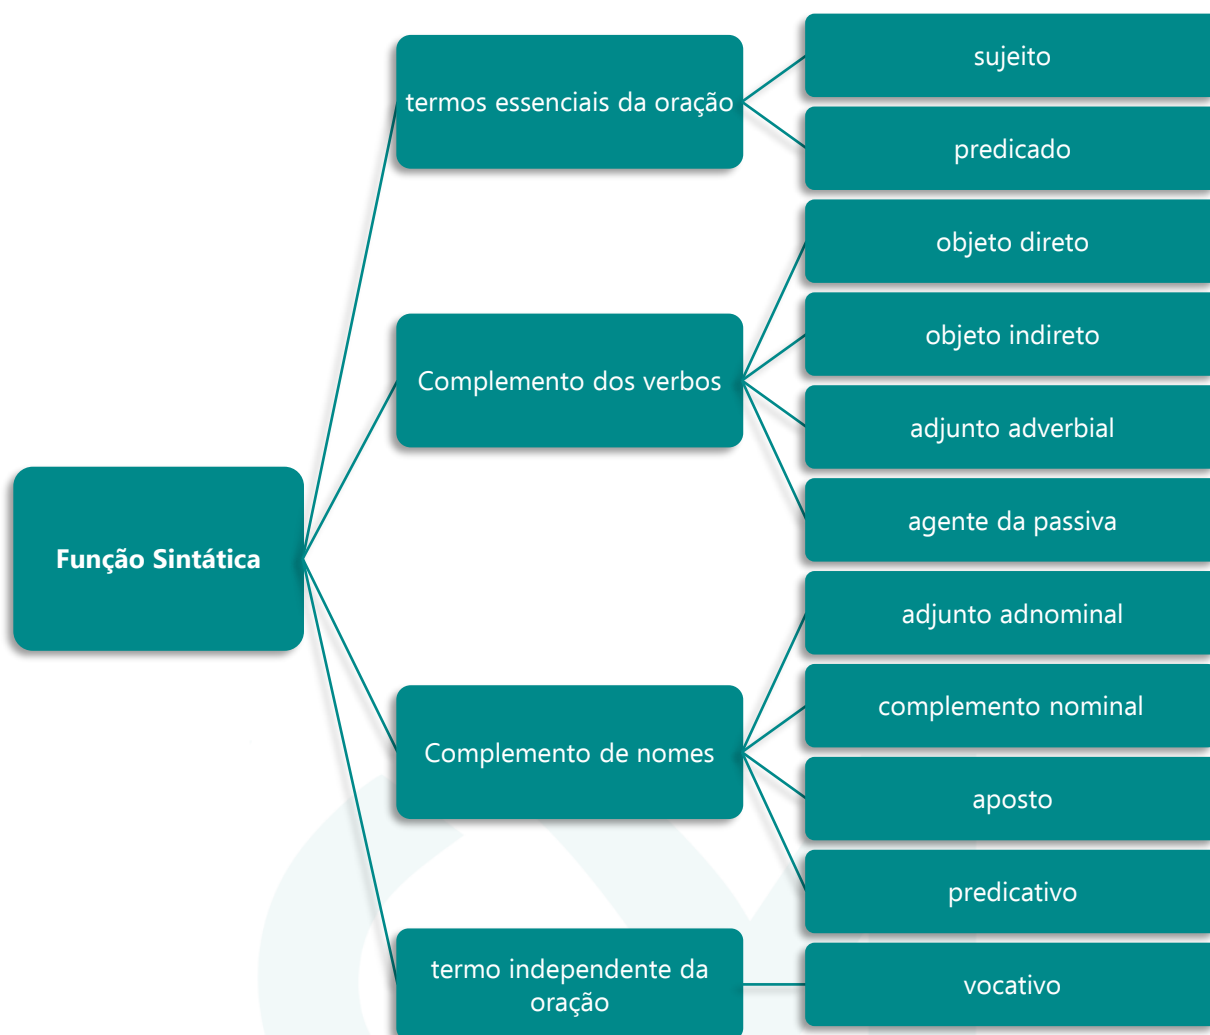 Função Sintática
termos essenciais da oração
sujeito
predicado
Complemento dos verbos
objeto direto
objeto indireto
adjunto adverbial
agente da passiva
Complemento de nomes
adjunto adnominal
complemento nominal
aposto
predicativo
termo independente da
oração
vocativo